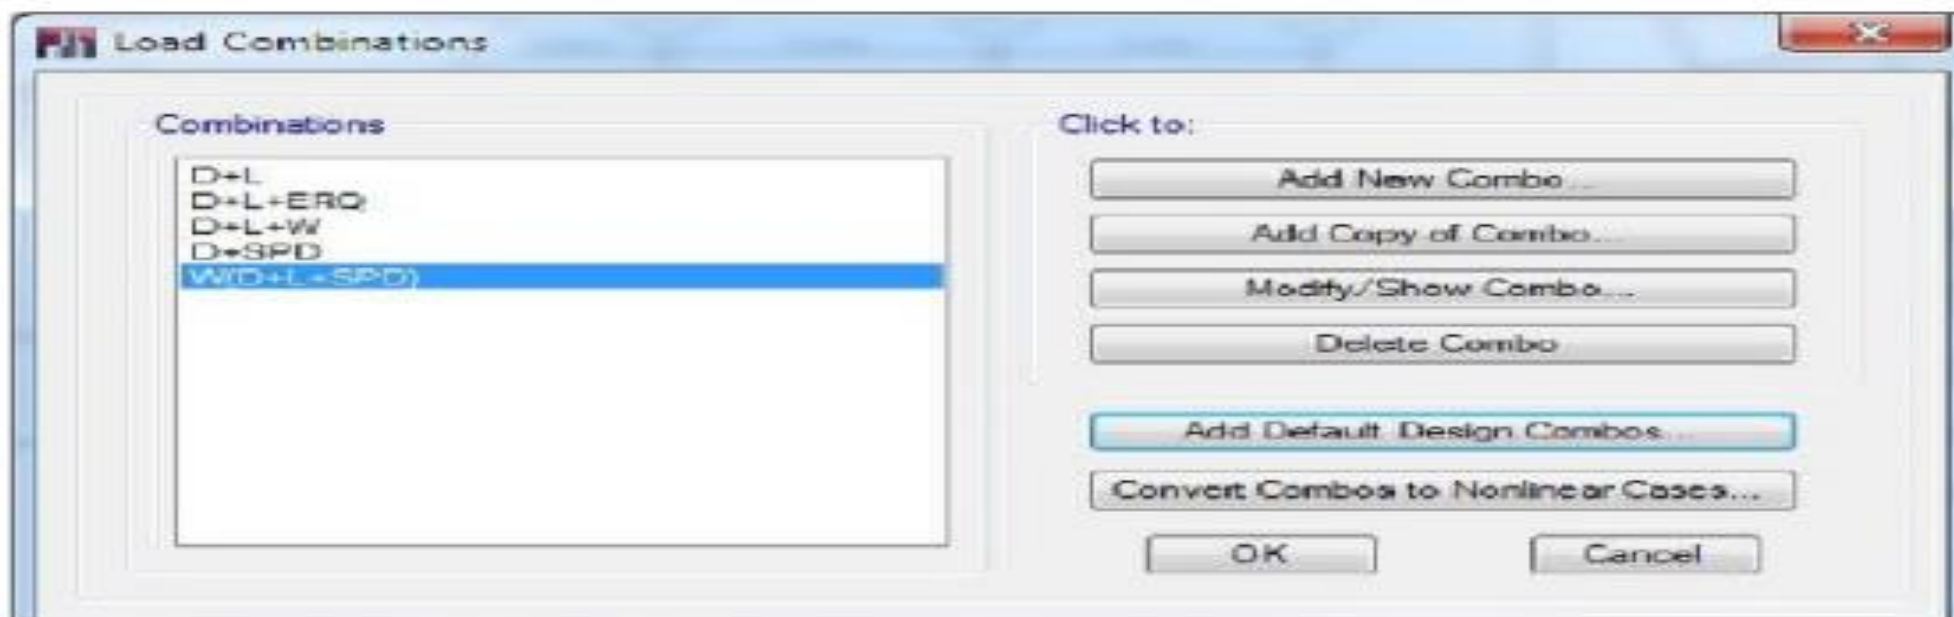 Load Combinations
Combinations
D+L
D+L+ERQ
D+L+W
D+SPD
W(D+L+SPD)
Click to:
Add New Combo...
Add Copy of Combo...
Modify/Show Combo...
Delete Combo
Add Default Design Combos...
Convert Combos to Nonlinear Cases...
OK
Cancel